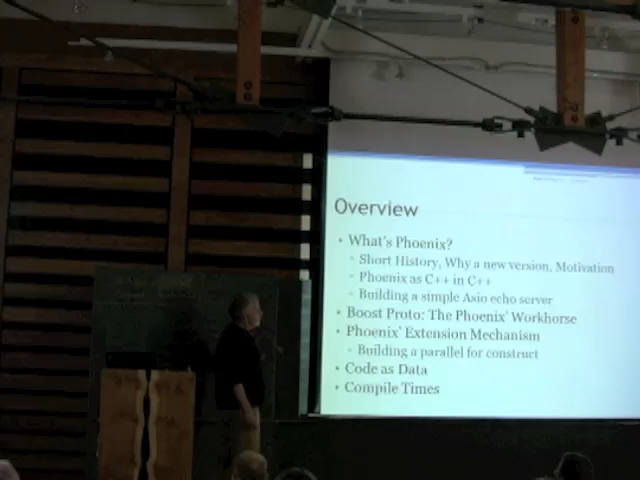 Overview
• What's Phoenix?
▫ Short History, Why a new version, Motivation
▫ Phoenix as C++ in C++
▫ Building a simple Asio echo server
• Boost Proto: The Phoenix' Workhorse
• Phoenix' Extension Mechanism
▫ Building a parallel for construct
• Code as Data
• Compile Times